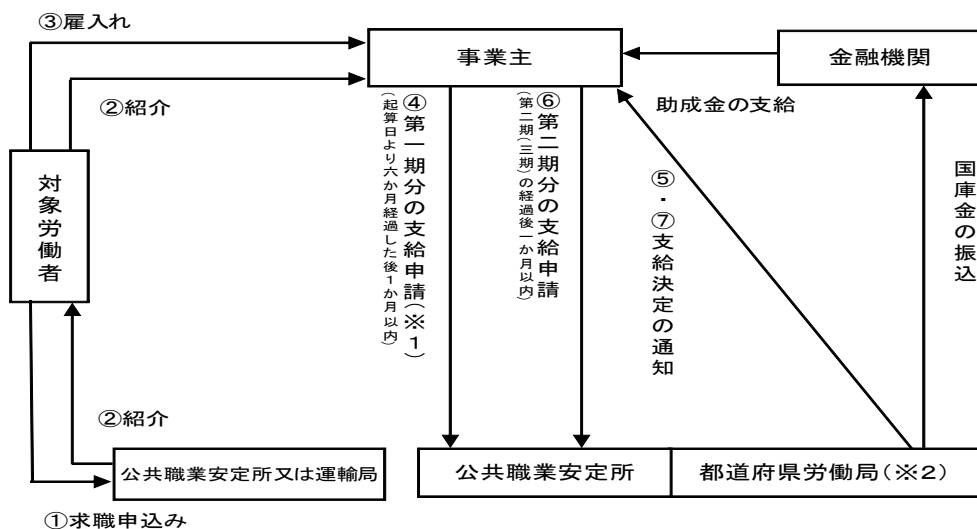 ③雇入れ
事業主
金融機関
②紹介
助成金の支給
対象労働者
④第一期分の支給申請(※1)
(起算日より六か月経過した後1か月以内)
⑥第二期分の支給申請
(第二期(三期)の経過後一か月以内)
⑤・⑦支給決定の通知
国庫金の振込
②紹介
公共職業安定所又は運輸局
公共職業安定所
都道府県労働局(※2)
①求職申込み